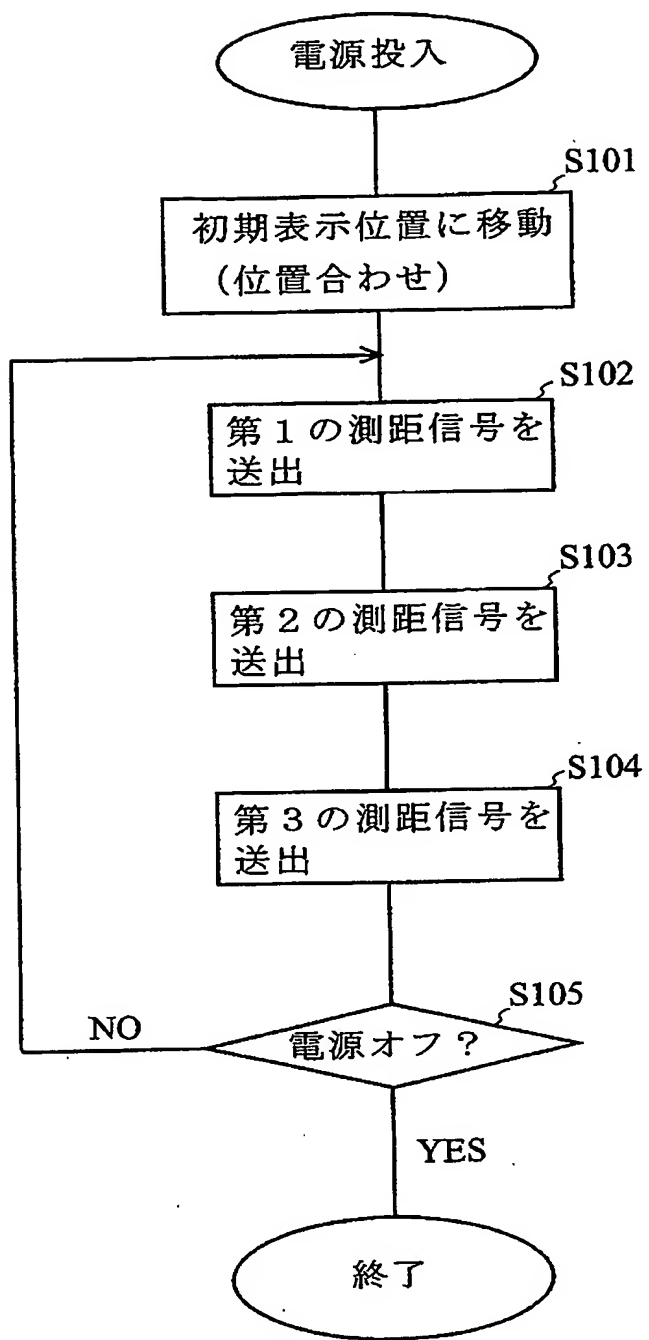 電源投入
S101
初期表示位置に移動
(位置合わせ)
S102
第1の測距信号を
送出
S103
第2の測距信号を
送出
S104
第3の測距信号を
送出
S105
電源オフ?
NO
YES
終了